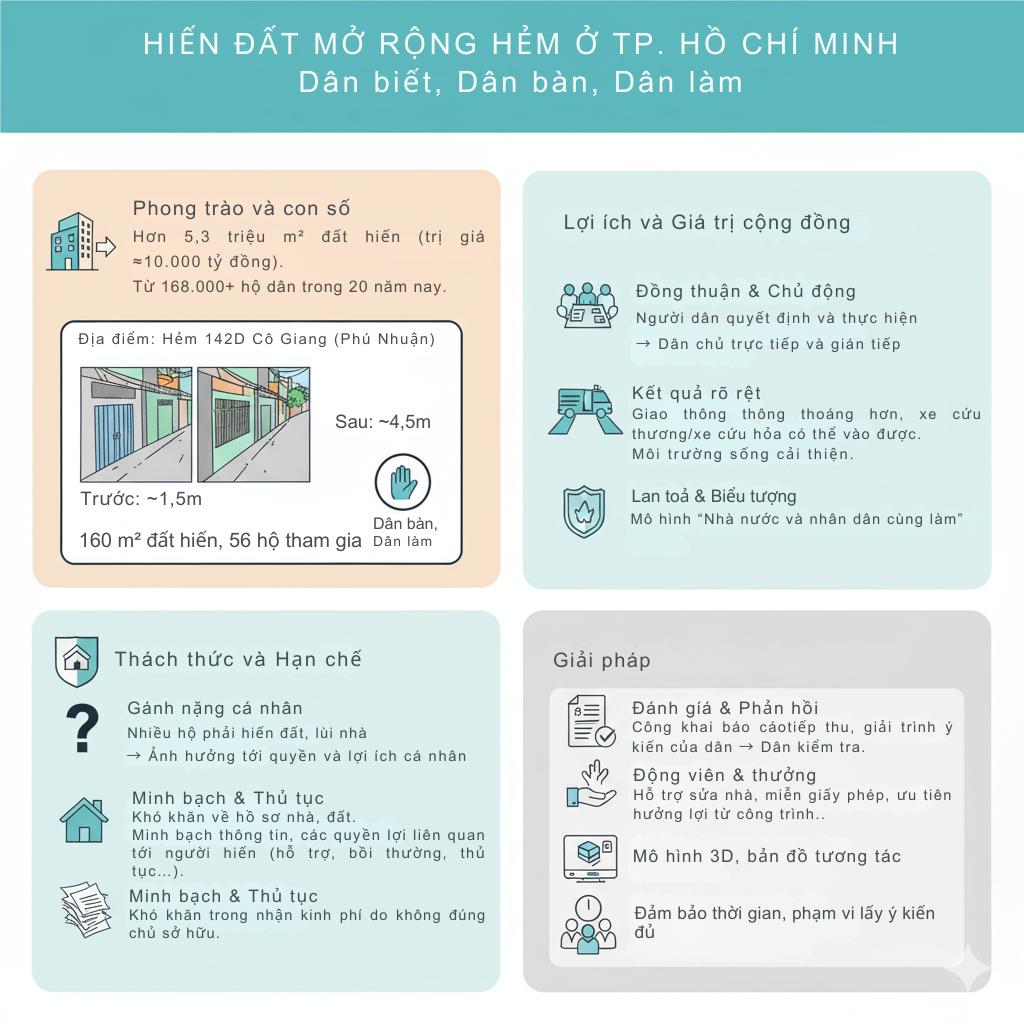 HIẾN ĐẤT MỞ RỘNG HẺM Ở TP. HỒ CHÍ MINH
Dân biết, Dân bàn, Dân làm
Phong trào và con số
Hơn 5,3 triệu m² đất hiến (trị giá
≈10.000 tỷ đồng).
Từ 168.000+ hộ dân trong 20 năm nay.
Địa điểm: Hẻm 142D Cô Giang (Phú Nhuận)
Sau: ~4,5m
Trước: ~1,5m
Dân bàn,
Dân làm
160 m² đất hiến, 56 hộ tham gia
Lợi ích và Giá trị cộng đồng
Đồng thuận & Chủ động
Người dân quyết định và thực hiện
→ Dân chủ trực tiếp và gián tiếp
Kết quả rõ rệt
Giao thông thông thoáng hơn, xe cứu
thương/xe cứu hỏa có thể vào được.
Môi trường sống cải thiện.
Lan toả & Biểu tượng
Mô hình “Nhà nước và nhân dân cùng làm”
Thách thức và Hạn chế
?
Gánh nặng cá nhân
Nhiều hộ phải hiến đất, lùi nhà
→ Ảnh hưởng tới quyền và lợi ích cá nhân
Minh bạch & Thủ tục
Khó khăn về hồ sơ nhà, đất.
Minh bạch thông tin, các quyền lợi liên quan
tới người hiến (hỗ trợ, bồi thường, thủ
tục...).
Minh bạch & Thủ tục
Khó khăn trong nhận kinh phí do không đúng
chủ sở hữu.
Giải pháp
Đánh gíá & Phản hồi
Công khai báo cáotiếp thu, giải trình ý
kiến của dân → Dân kiểm tra.
Động viên & thưởng
Hỗ trợ sửa nhà, miễn giấy phép, ưu tiên
hưởng lợi từ công trình..
Mô hình 3D, bản đồ tương tác
Đảm bảo thời gian, phạm vi lấy ý kiến
đủ